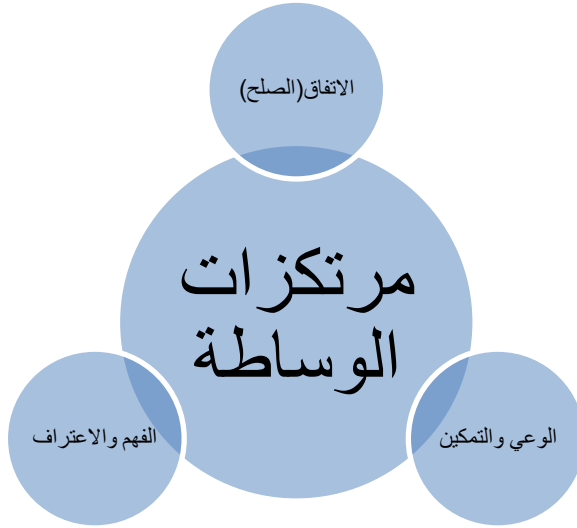 الاتفاق(الصلح)
مرتكزات
الوساطة
الوعي والتمكين
الفهم والاعتراف